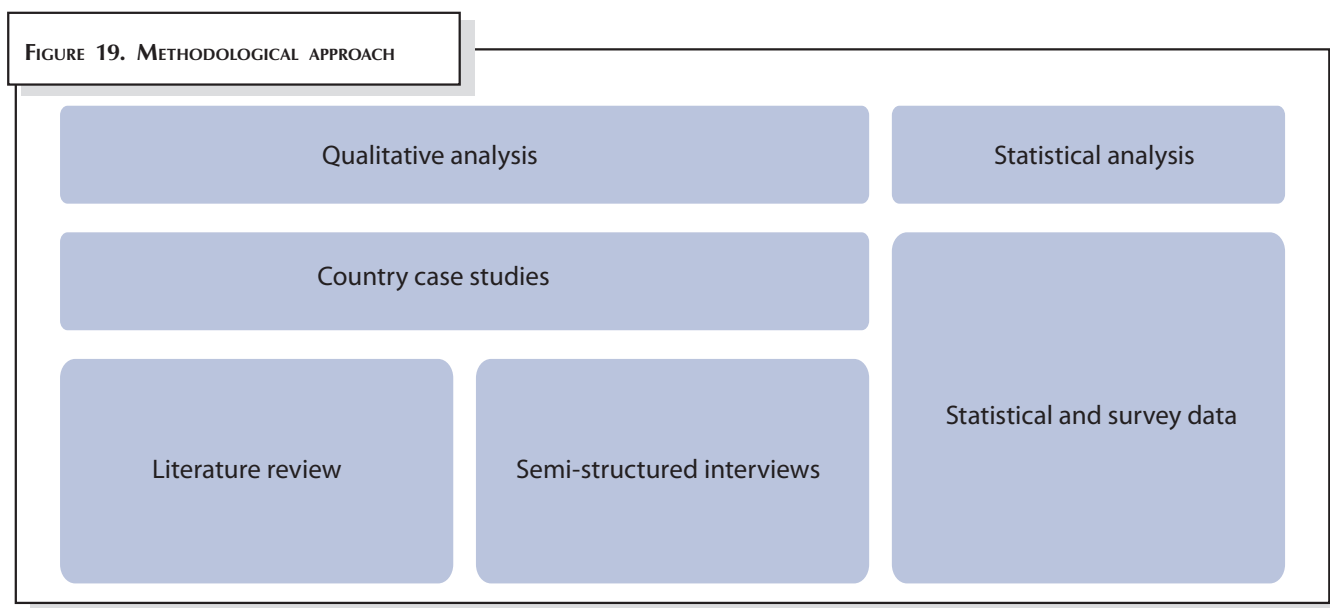 Figure 19. Methodological approach
Qualitative analysis
Statistical analysis
Country case studies
Statistical and survey data
Literature review
Semi-structured interviews